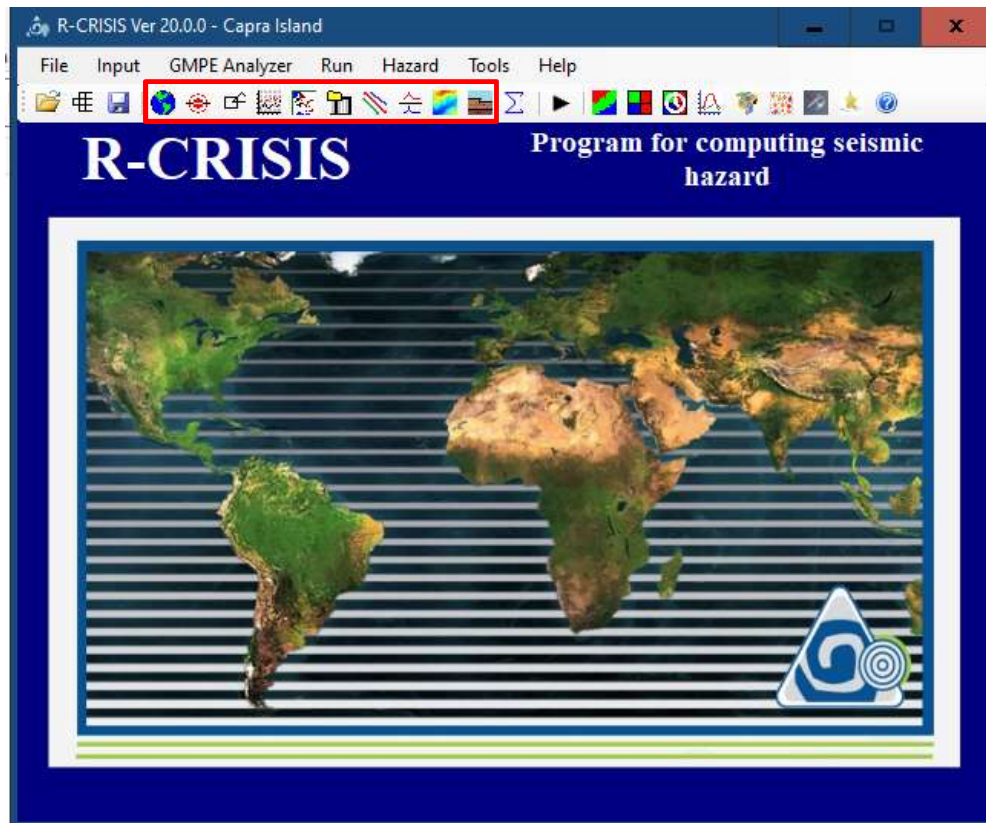 R-CRISIS Ver 20.0.0 - Capra Island
File Input GMPE Analyzer Run Hazard Tools Help
R-CRISIS
Program for computing seismic
hazard